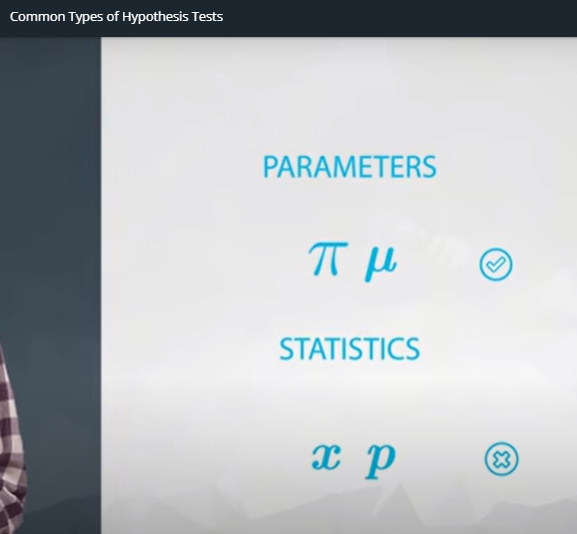 Common Types of Hypothesis Tests
PARAMETERS
π μ
STATISTICS
x p